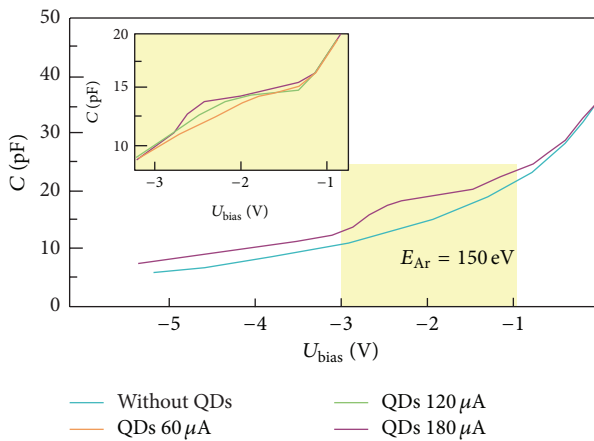 50
40
30
20
10
0
C (pF)
20
15
10
C (pF)
−3
−2
−1
U_bias (V)
E_Ar = 150 eV
−5
−4
−3
−2
−1
0
U_bias (V)
Without QDs
QDs 60 μA
QDs 120 μA
QDs 180 μA